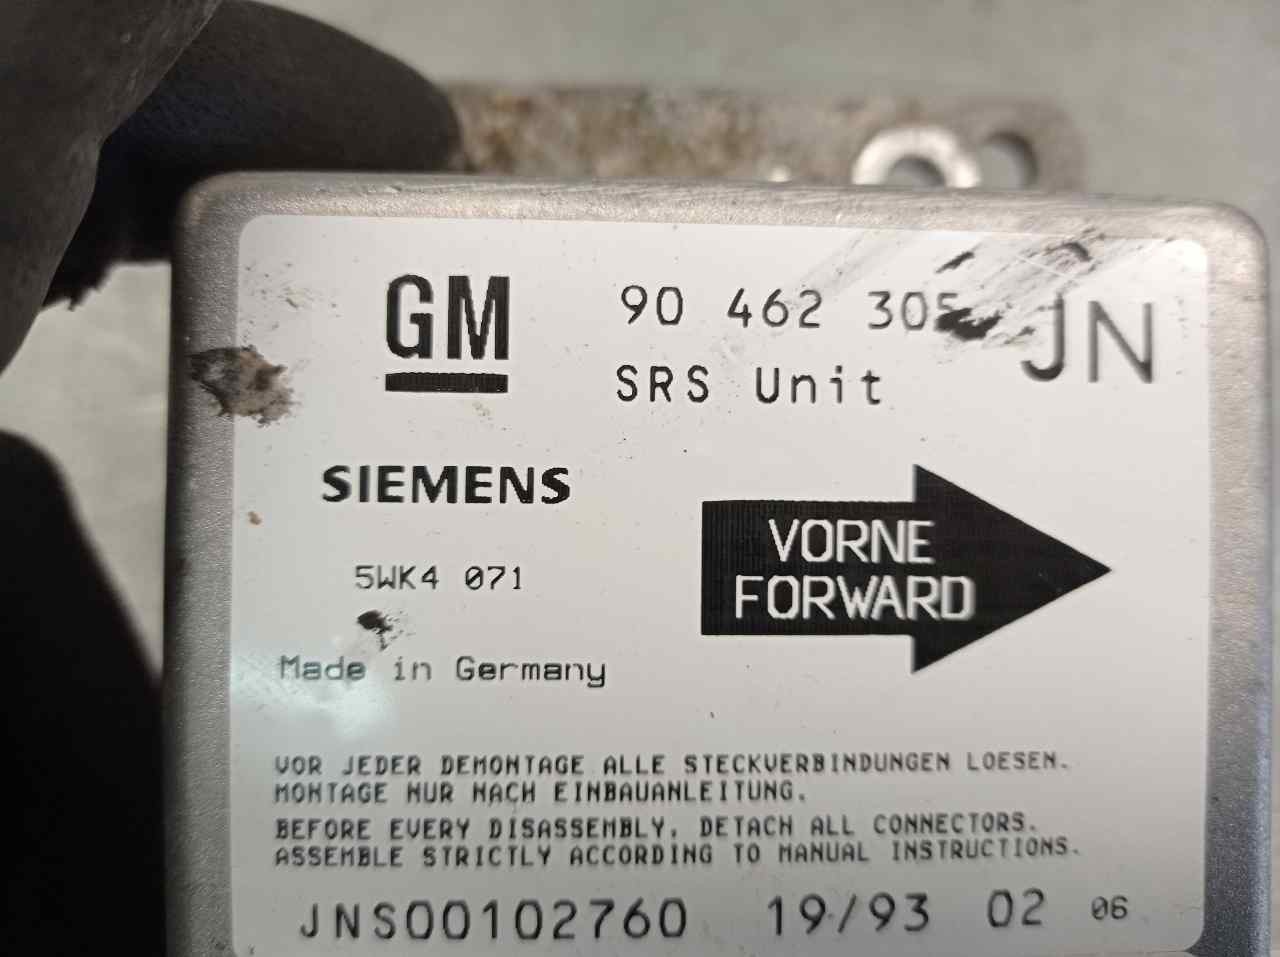 GM
90 462 305 JN
SRS Unit
SIEMENS
VORNE
FORWARD
5WK4 071
Made in Germany
VOR JEDER DEMONTAGE ALLE STECKVERBINDUNGEN LOESEN.
MONTAGE NUR NACH EINBAUANLEITUNG.
BEFORE EVERY DISASSEMBLY, DETACH ALL CONNECTORS.
ASSEMBLE STRICTLY ACCORDING TO MANUAL INSTRUCTIONS.
JNS00102760 19/93 02 06